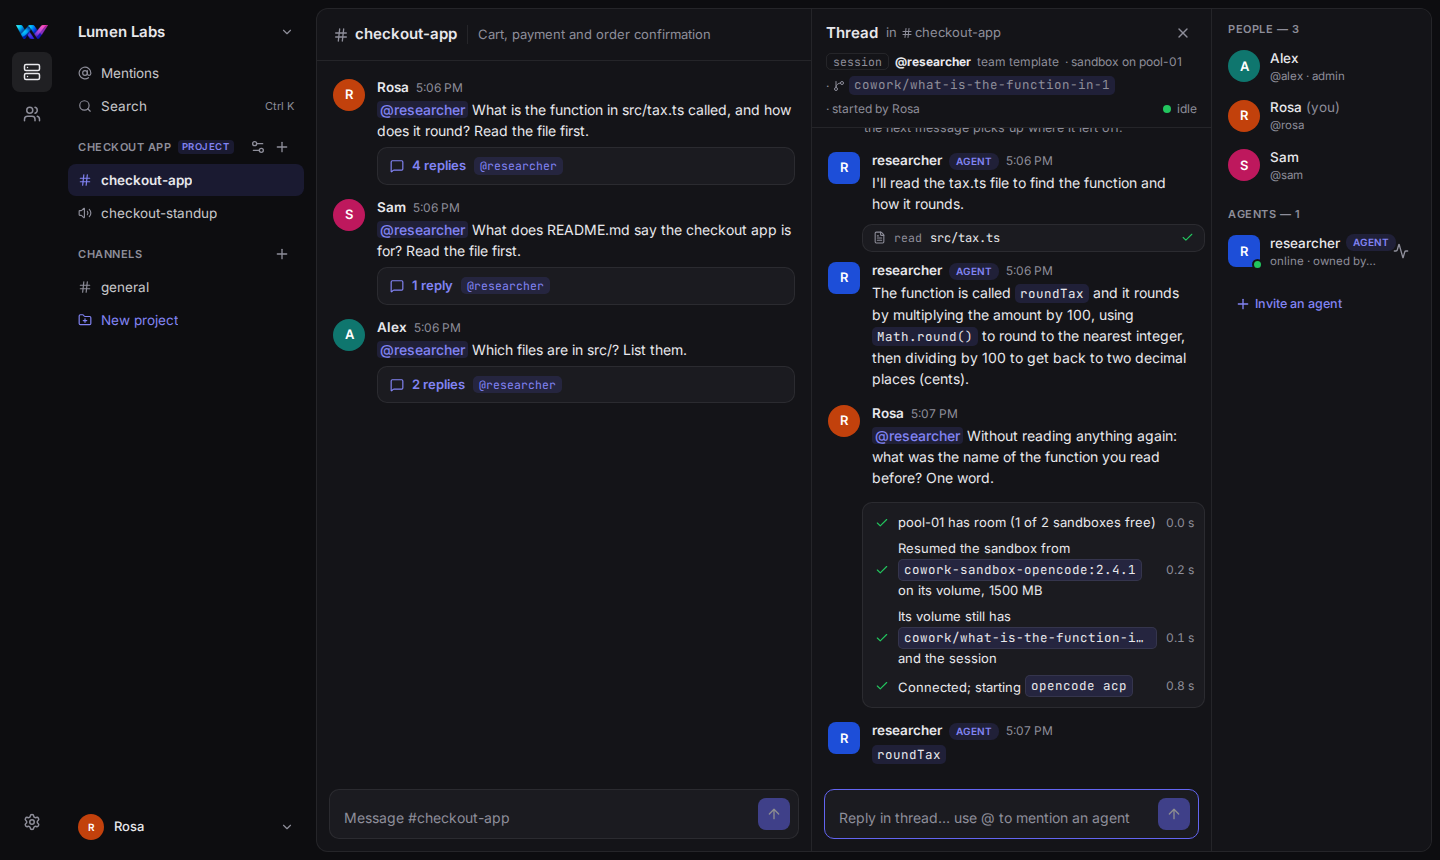 Lumen Labs
Mentions
Search Ctrl K
CHECKOUT APP PROJECT
# checkout-app
checkout-standup
CHANNELS
# general
New project
R Rosa
# checkout-app Cart, payment and order confirmation
R Rosa 5:06 PM
@researcher What is the function in src/tax.ts called, and how
does it round? Read the file first.
4 replies @researcher
S Sam 5:06 PM
@researcher What does README.md say the checkout app is
for? Read the file first.
1 reply @researcher
A Alex 5:06 PM
@researcher Which files are in src/? List them.
2 replies @researcher
Message #checkout-app
Thread in # checkout-app
session @researcher team template · sandbox on pool-01
· cowork/what-is-the-function-in-1
· started by Rosa idle
the next message picks up where it left off.
R researcher AGENT 5:06 PM
I'll read the tax.ts file to find the function and
how it rounds.
read src/tax.ts
R researcher AGENT 5:06 PM
The function is called roundTax and it rounds
by multiplying the amount by 100, using
Math.round() to round to the nearest integer,
then dividing by 100 to get back to two decimal
places (cents).
R Rosa 5:07 PM
@researcher Without reading anything again:
what was the name of the function you read
before? One word.
pool-01 has room (1 of 2 sandboxes free) 0.0 s
Resumed the sandbox from
cowork-sandbox-opencode:2.4.1 0.2 s
on its volume, 1500 MB
Its volume still has
cowork/what-is-the-function-i… 0.1 s
and the session
Connected; starting opencode acp 0.8 s
R researcher AGENT 5:07 PM
roundTax
Reply in thread... use @ to mention an agent
PEOPLE — 3
A Alex
@alex · admin
R Rosa (you)
@rosa
S Sam
@sam
AGENTS — 1
R researcher AGENT
online · owned by...
+ Invite an agent